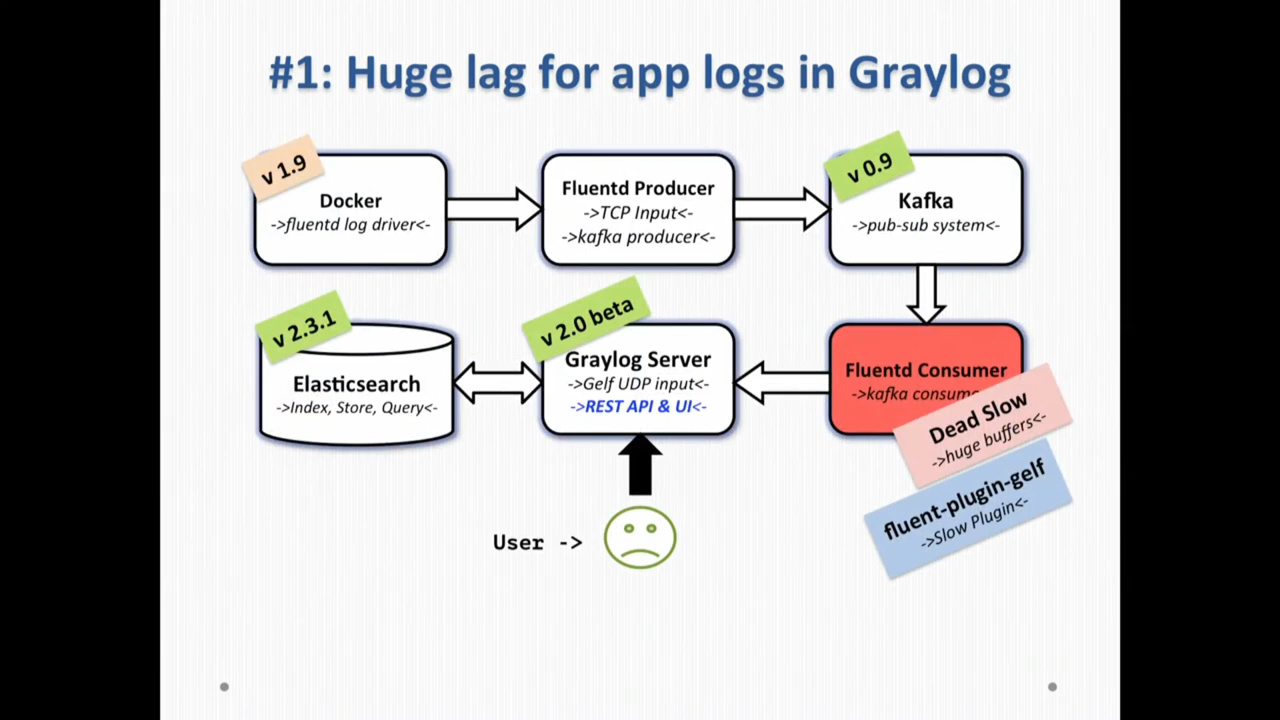 #1: Huge lag for app logs in Graylog
v 1.9
Docker
->fluentd log driver<-
Fluentd Producer
->TCP Input<-
->kafka producer<-
v 0.9
Kafka
->pub-sub system<-
v 2.3.1
Elasticsearch
->Index, Store, Query<-
v 2.0 beta
Graylog Server
->Gelf UDP input<-
->REST API & UI<-
Fluentd Consumer
->kafka consume
Dead Slow
->huge buffers<-
fluent-plugin-gelf
->Slow Plugin<-
User ->